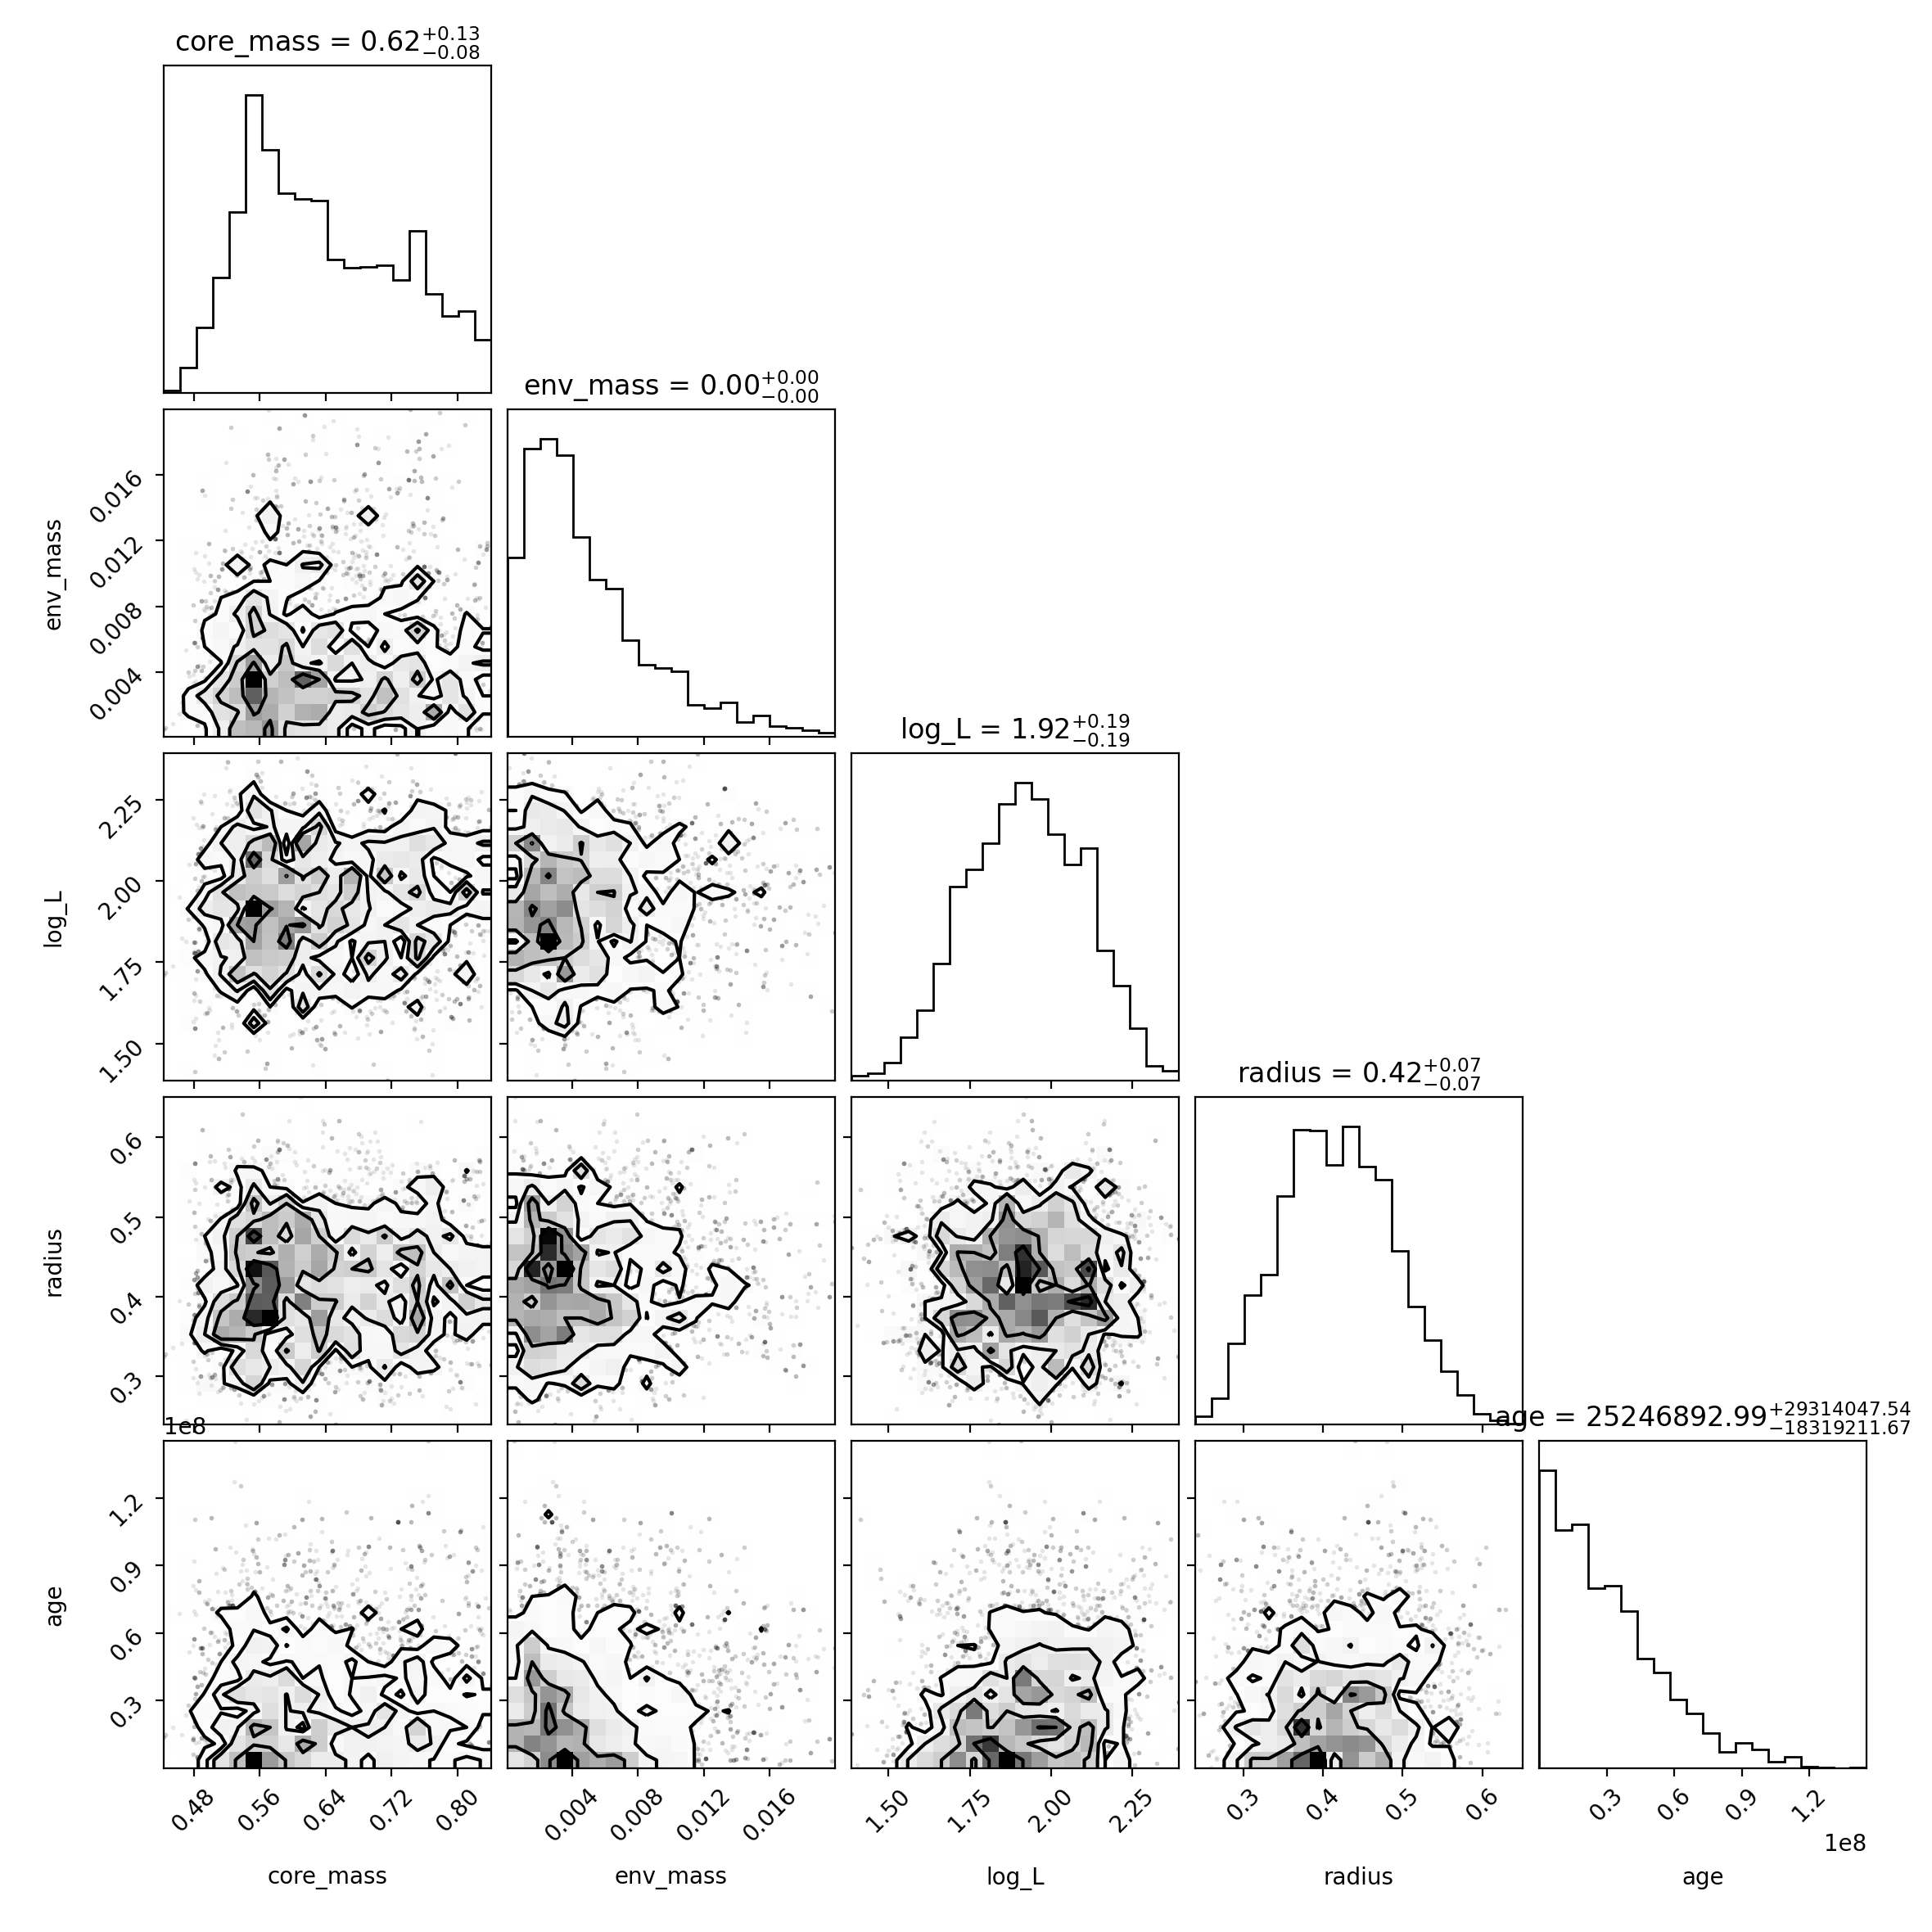 core_mass = 0.62+0.13 −0.08
env_mass = 0.00+0.00 −0.00
env_mass
0.016
0.012
0.008
0.004
log_L = 1.92+0.19 −0.19
log_L
2.25
2.00
1.75
1.50
radius = 0.42+0.07 −0.07
radius
0.6
0.5
0.4
0.3
1e8
age = 25246892.99+29314047.54 −18319211.67
age
1.2
0.9
0.6
0.3
0.48 0.56 0.64 0.72 0.80
0.004 0.008 0.012 0.016
1.50 1.75 2.00 2.25
0.3 0.4 0.5 0.6
0.3 0.6 0.9 1.2
1e8
core_mass
env_mass
log_L
radius
age